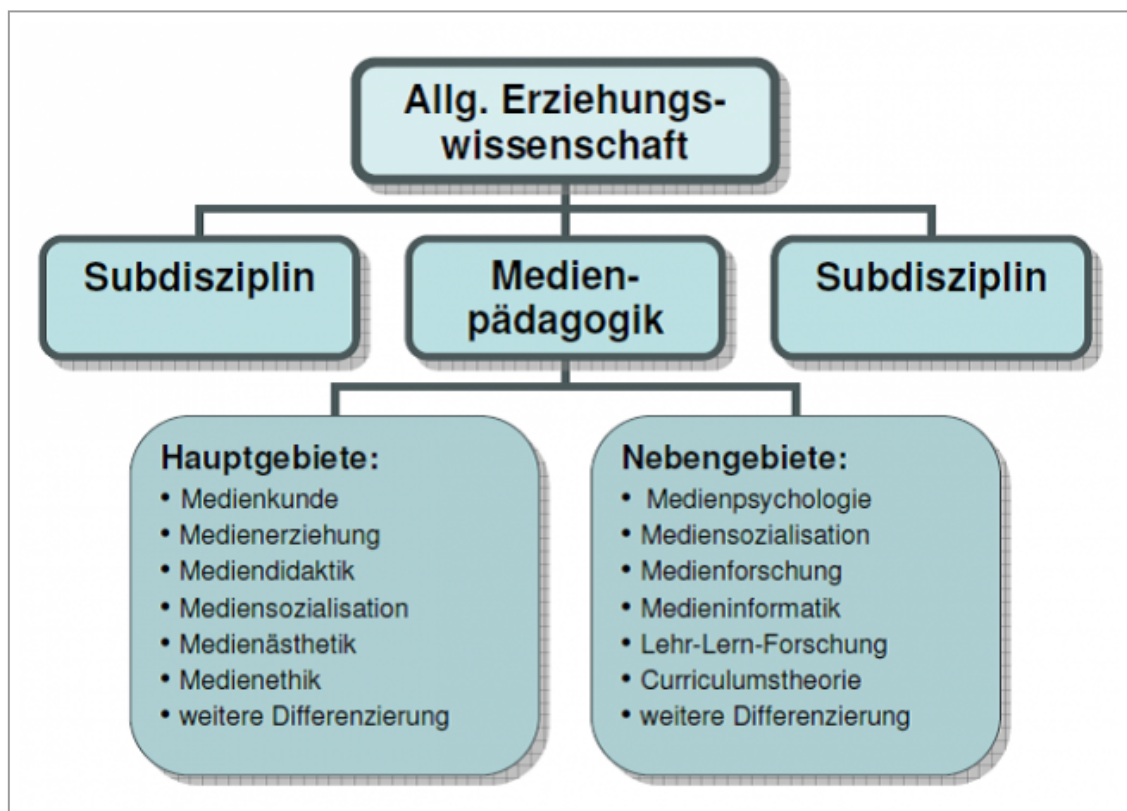 Allg. Erziehungs-
wissenschaft
Subdisziplin
Medien-
pädagogik
Subdisziplin
Hauptgebiete:
• Medienkunde
• Medienerziehung
• Mediendidaktik
• Mediensozialisation
• Medienästhetik
• Medienethik
• weitere Differenzierung
Nebengebiete:
• Medienpsychologie
• Mediensozialisation
• Medienforschung
• Medieninformatik
• Lehr-Lern-Forschung
• Curriculumstheorie
• weitere Differenzierung